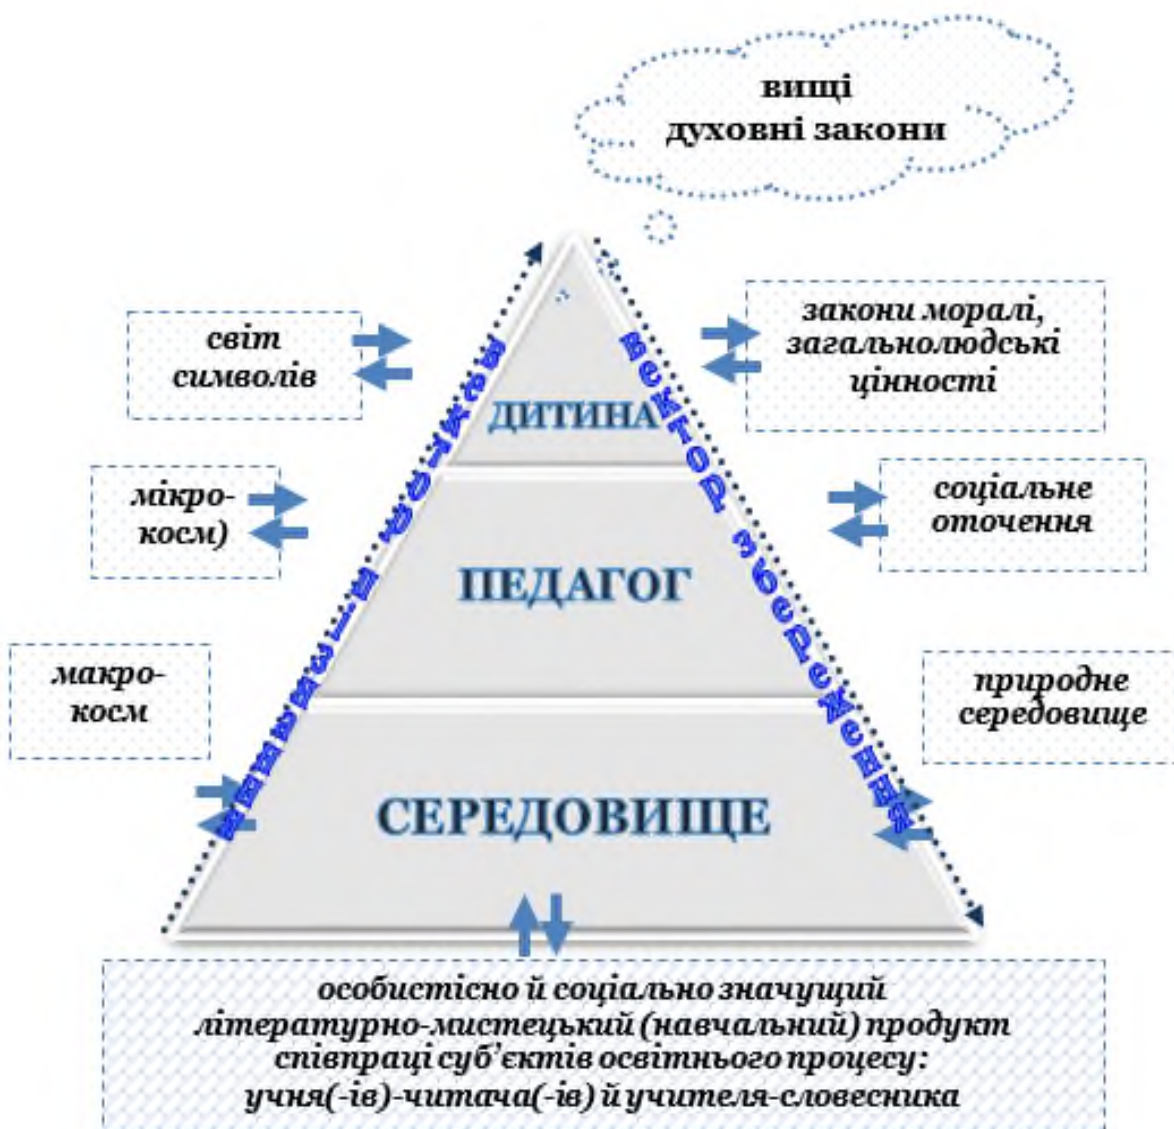 вищі
духовні закони
світ
символів
закони моралі,
загальнолюдські
цінності
вектор пізнання
вектор збереження
ДИТИНА
мікро-
косм)
соціальне
оточення
ПЕДАГОГ
макро-
косм
природне
середовище
СЕРЕДОВИЩЕ
особистісно й соціально значущий
літературно-мистецький (навчальний) продукт
співпраці суб’єктів освітнього процесу:
учня(-ів)-читача(-ів) й учителя-словесника